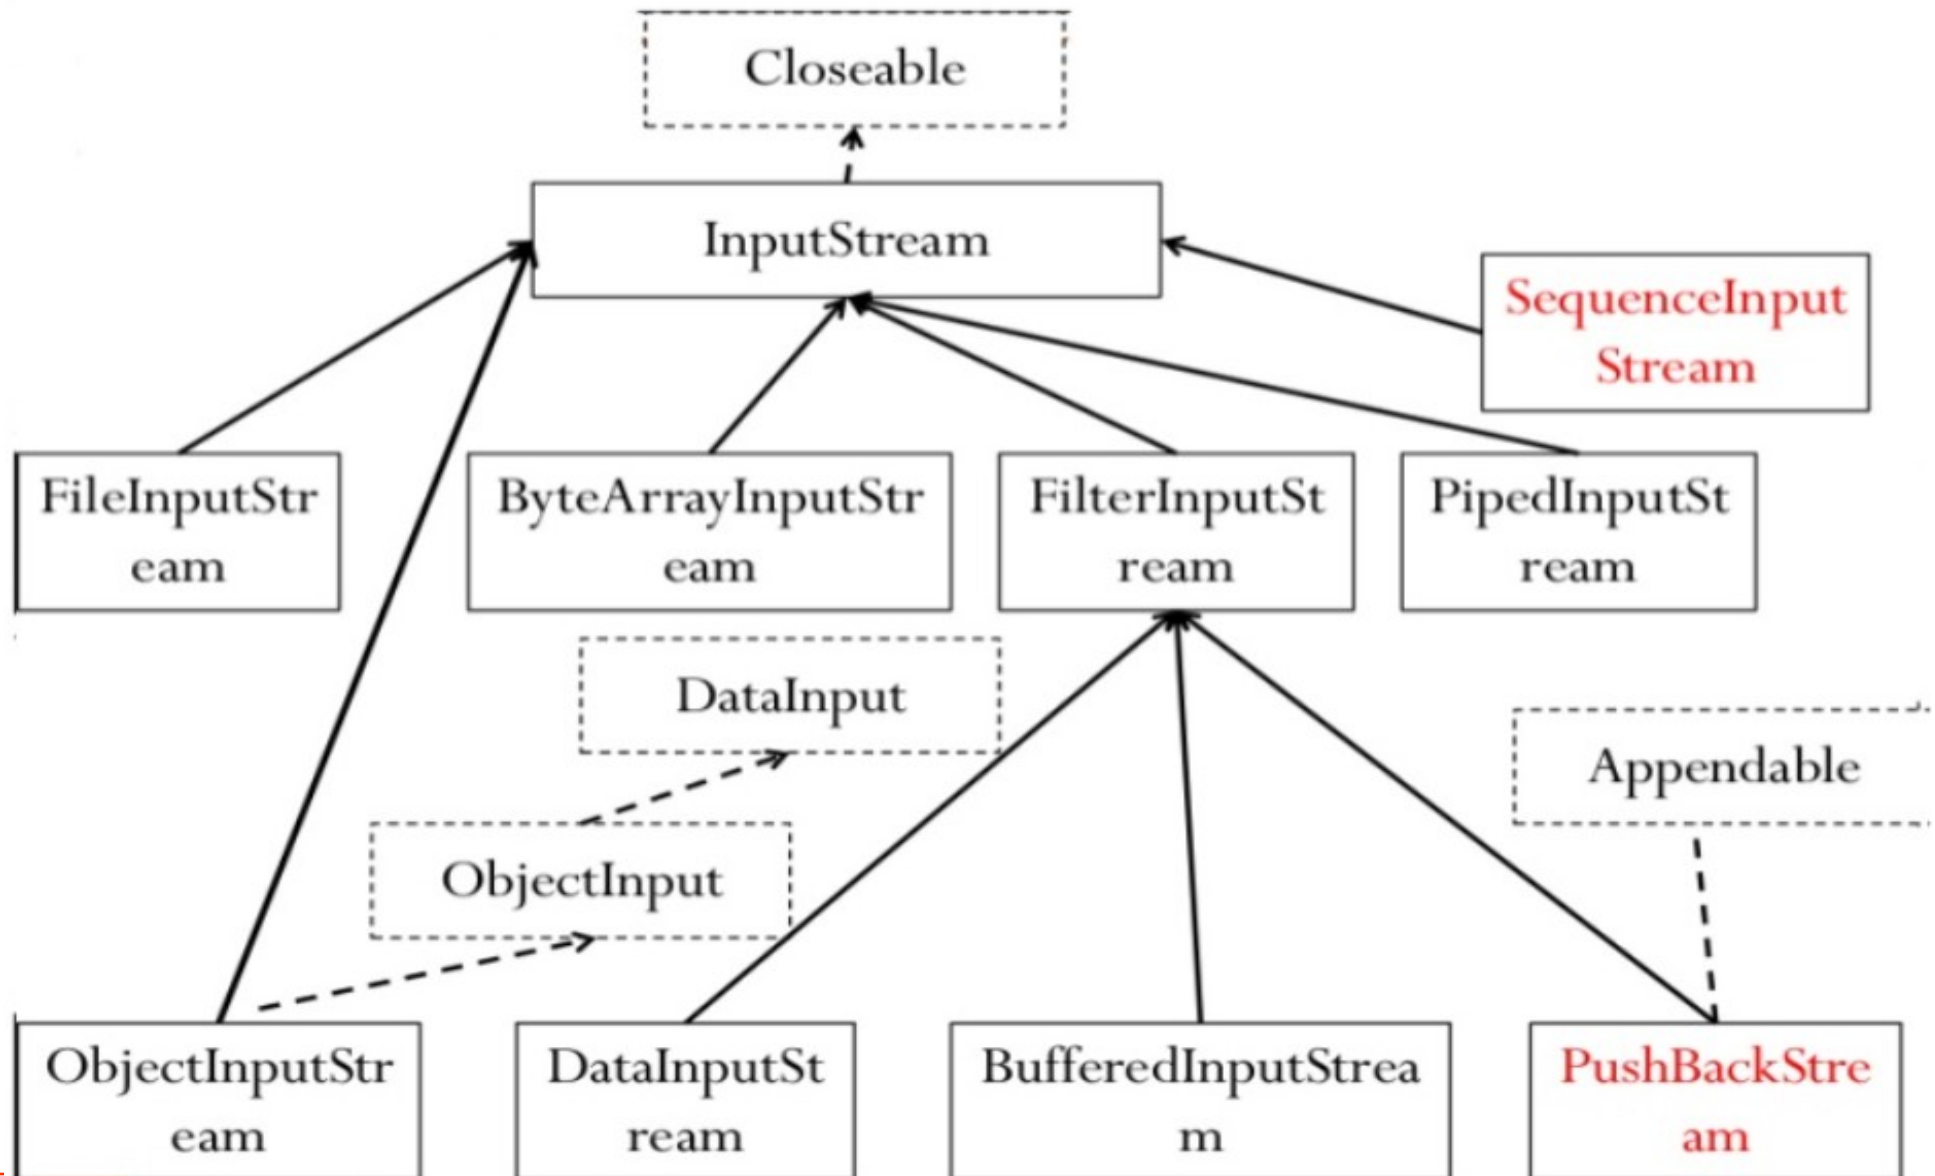 Closeable
InputStream
SequenceInput
Stream
FileInputStr
eam
ByteArrayInputStr
eam
FilterInputSt
ream
PipedInputSt
ream
DataInput
Appendable
ObjectInput
ObjectInputStr
eam
DataInputSt
ream
BufferedInputStrea
m
PushBackStre
am